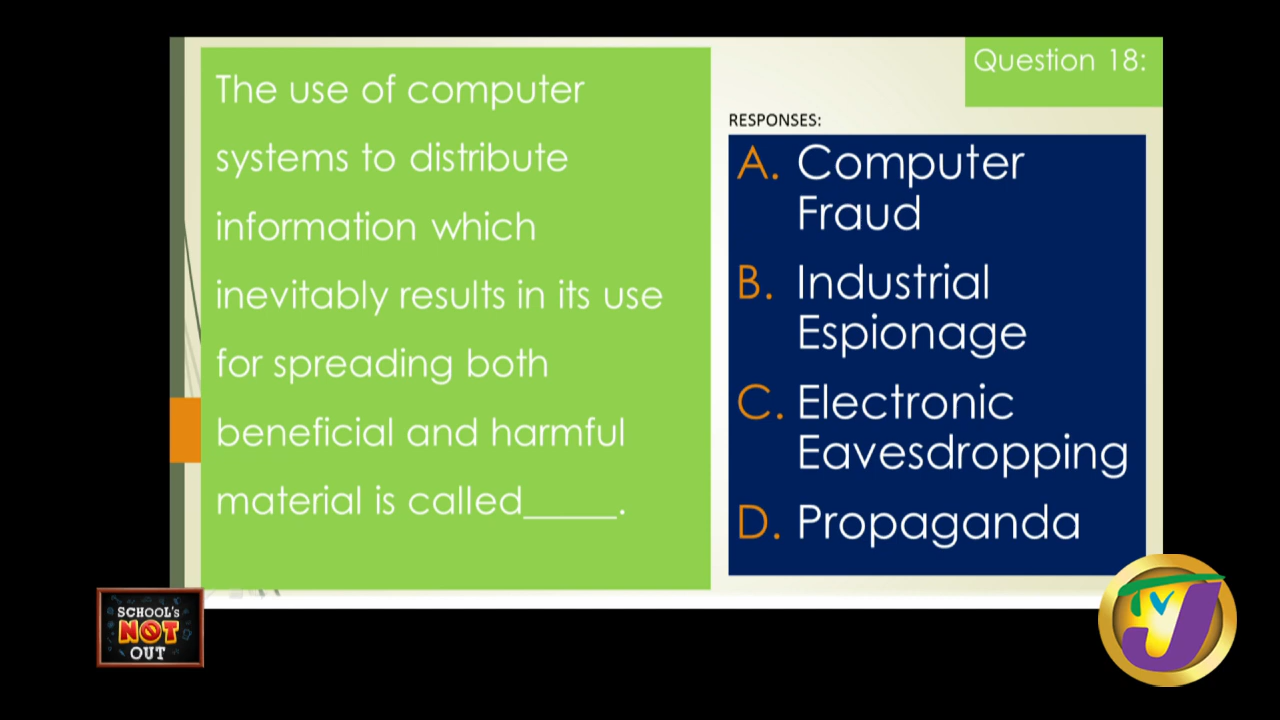 The use of computer
systems to distribute
information which
inevitably results in its use
for spreading both
beneficial and harmful
material is called_____.
Question 18:
RESPONSES:
A. Computer
Fraud
B. Industrial
Espionage
C. Electronic
Eavesdropping
D. Propaganda
SCHOOL's
NOT
OUT
TVJ